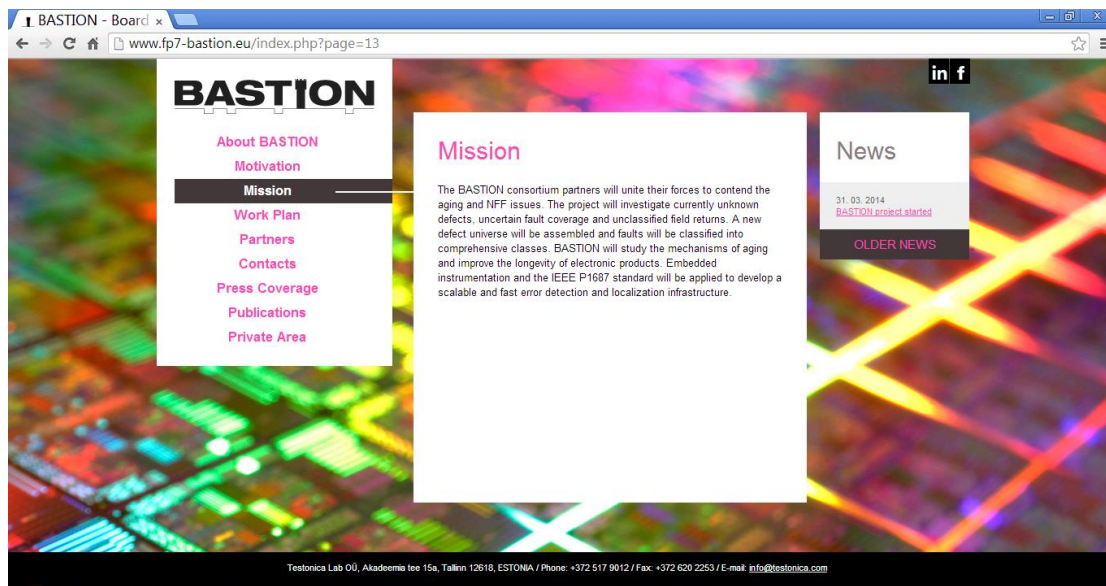 BASTION - Board
www.fp7-bastion.eu/index.php?page=13
BASTION
About BASTION
Motivation
Mission
Work Plan
Partners
Contacts
Press Coverage
Publications
Private Area
Mission
The BASTION consortium partners will unite their forces to contend the
aging and NFF issues. The project will investigate currently unknown
defects, uncertain fault coverage and unclassified field returns. A new
defect universe will be assembled and faults will be classified into
comprehensive classes. BASTION will study the mechanisms of aging
and improve the longevity of electronic products. Embedded
instrumentation and the IEEE P1687 standard will be applied to develop a
scalable and fast error detection and localization infrastructure.
in f
News
31. 03. 2014
BASTION project started
OLDER NEWS
Testonica Lab OÜ, Akadeemia tee 15a, Tallinn 12618, ESTONIA / Phone: +372 517 9012 / Fax: +372 620 2253 / E-mail: info@testonica.com